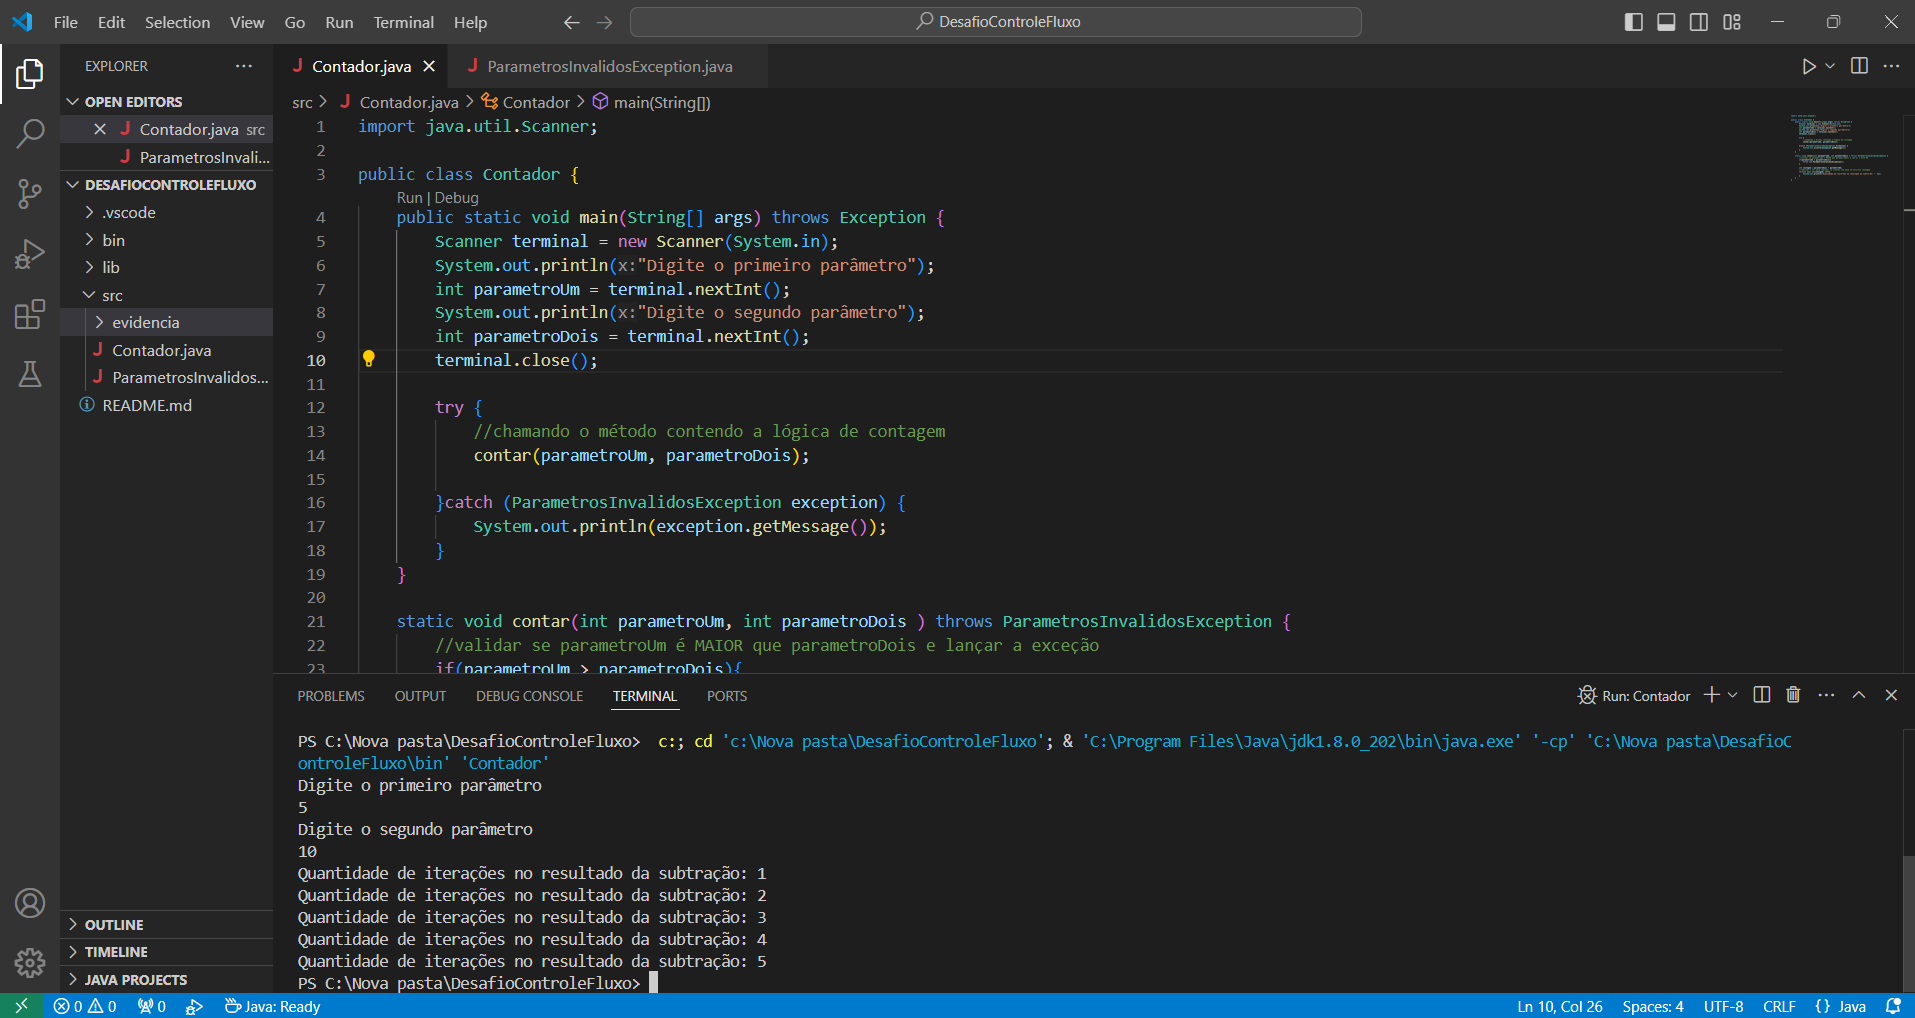 File Edit Selection View Go Run Terminal Help
DesafioControleFluxo
EXPLORER
OPEN EDITORS
Contador.java src
ParametrosInvali...
DESAFIOCONTROLEFLUXO
.vscode
bin
lib
src
evidencia
Contador.java
ParametrosInvalidos...
README.md
OUTLINE
TIMELINE
JAVA PROJECTS
Contador.java
ParametrosInvalidosException.java
src > Contador.java > Contador > main(String[])
1 import java.util.Scanner;
2
3 public class Contador {
Run | Debug
4 public static void main(String[] args) throws Exception {
5 Scanner terminal = new Scanner(System.in);
6 System.out.println(x:"Digite o primeiro parâmetro");
7 int parametroUm = terminal.nextInt();
8 System.out.println(x:"Digite o segundo parâmetro");
9 int parametroDois = terminal.nextInt();
10 terminal.close();
11
12 try {
13 //chamando o método contendo a lógica de contagem
14 contar(parametroUm, parametroDois);
15
16 }catch (ParametrosInvalidosException exception) {
17 System.out.println(exception.getMessage());
18 }
19 }
20
21 static void contar(int parametroUm, int parametroDois ) throws ParametrosInvalidosException {
22 //validar se parametroUm é MAIOR que parametroDois e lançar a exceção
23 if(parametroUm > parametroDois){
PROBLEMS OUTPUT DEBUG CONSOLE TERMINAL PORTS
Run: Contador
PS C:\Nova pasta\DesafioControleFluxo> c:; cd 'c:\Nova pasta\DesafioControleFluxo'; & 'C:\Program Files\Java\jdk1.8.0_202\bin\java.exe' '-cp' 'C:\Nova pasta\DesafioC
ontroleFluxo\bin' 'Contador'
Digite o primeiro parâmetro
5
Digite o segundo parâmetro
10
Quantidade de iterações no resultado da subtração: 1
Quantidade de iterações no resultado da subtração: 2
Quantidade de iterações no resultado da subtração: 3
Quantidade de iterações no resultado da subtração: 4
Quantidade de iterações no resultado da subtração: 5
PS C:\Nova pasta\DesafioControleFluxo>
0 0 0 Java: Ready
Ln 10, Col 26 Spaces: 4 UTF-8 CRLF {} Java